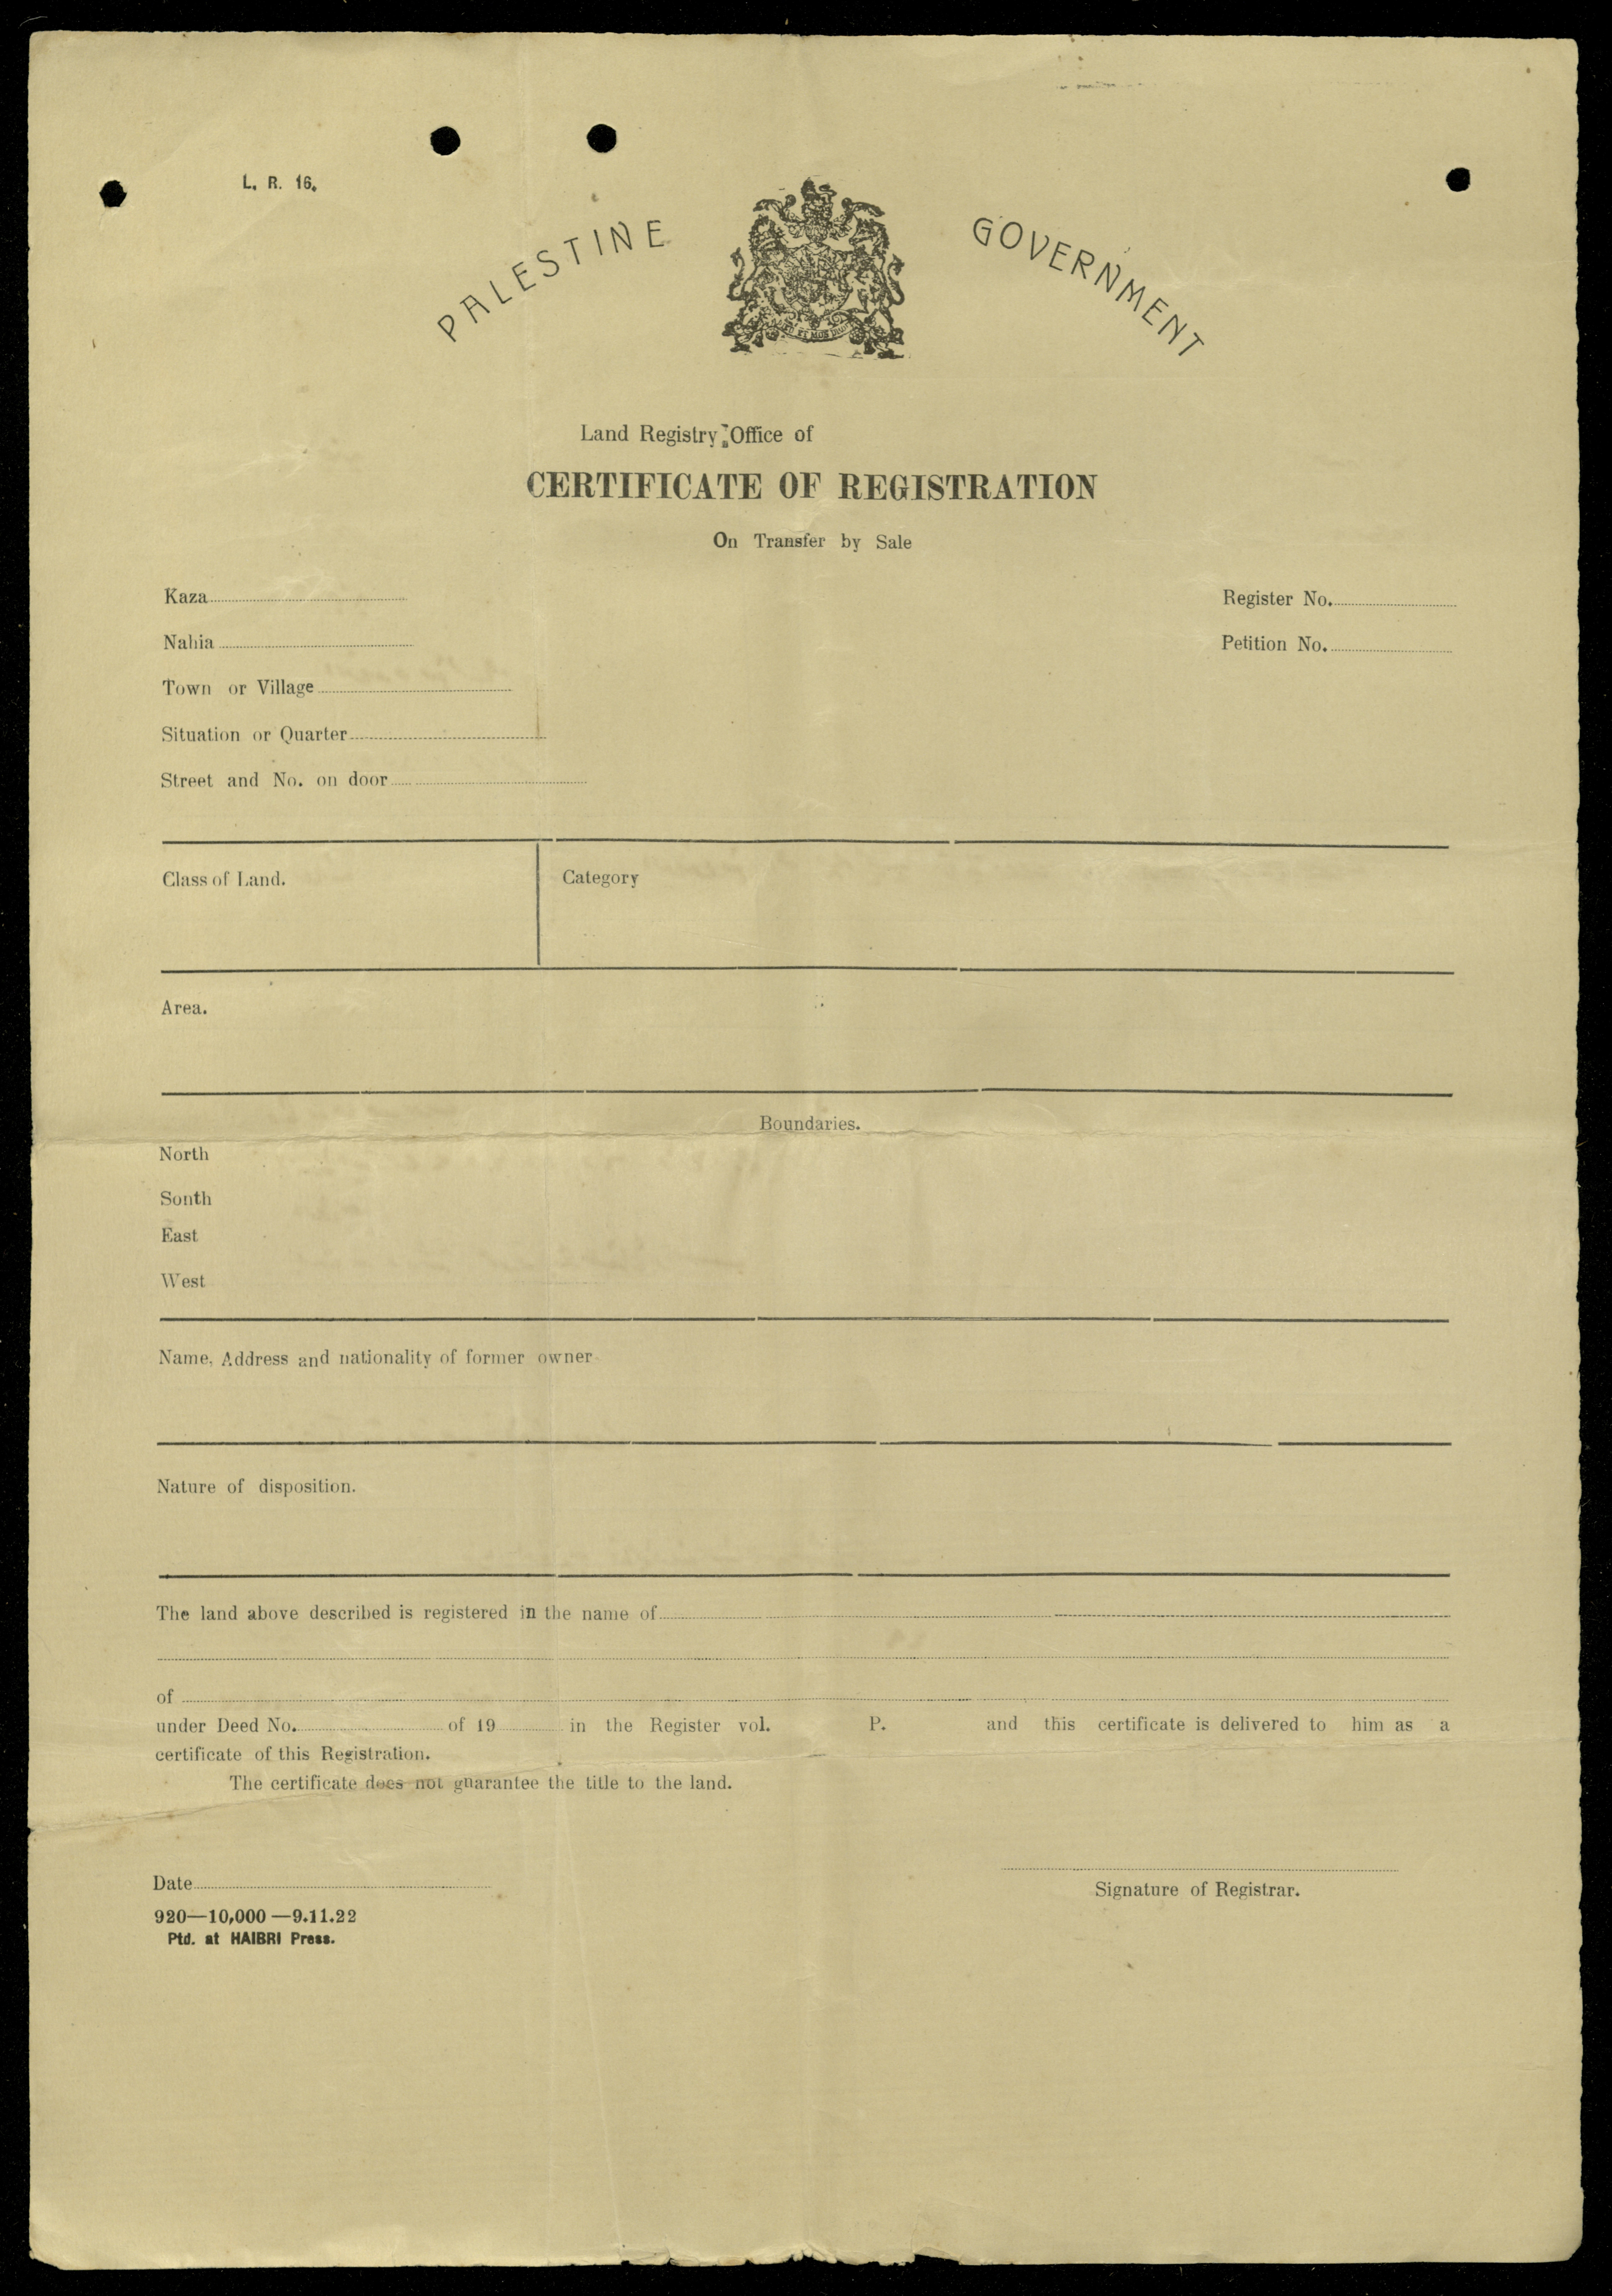 L. R. 16.
PALESTINE GOVERNMENT
Land Registry Office of
CERTIFICATE OF REGISTRATION
On Transfer by Sale
Kaza
Register No.
Nahia
Petition No.
Town or Village
Situation or Quarter
Street and No. on door
Class of Land.
Category
Area.
Boundaries.
North
Sonth
East
West
Name, Address and nationality of former owner
Nature of disposition.
The land above described is registered in the name of
of
under Deed No. of 19 in the Register vol. P. and this certificate is delivered to him as a
certificate of this Registration.
The certificate does not guarantee the title to the land.
Date
Signature of Registrar.
920—10,000—9.11.22
Ptd. at HAIBRI Press.